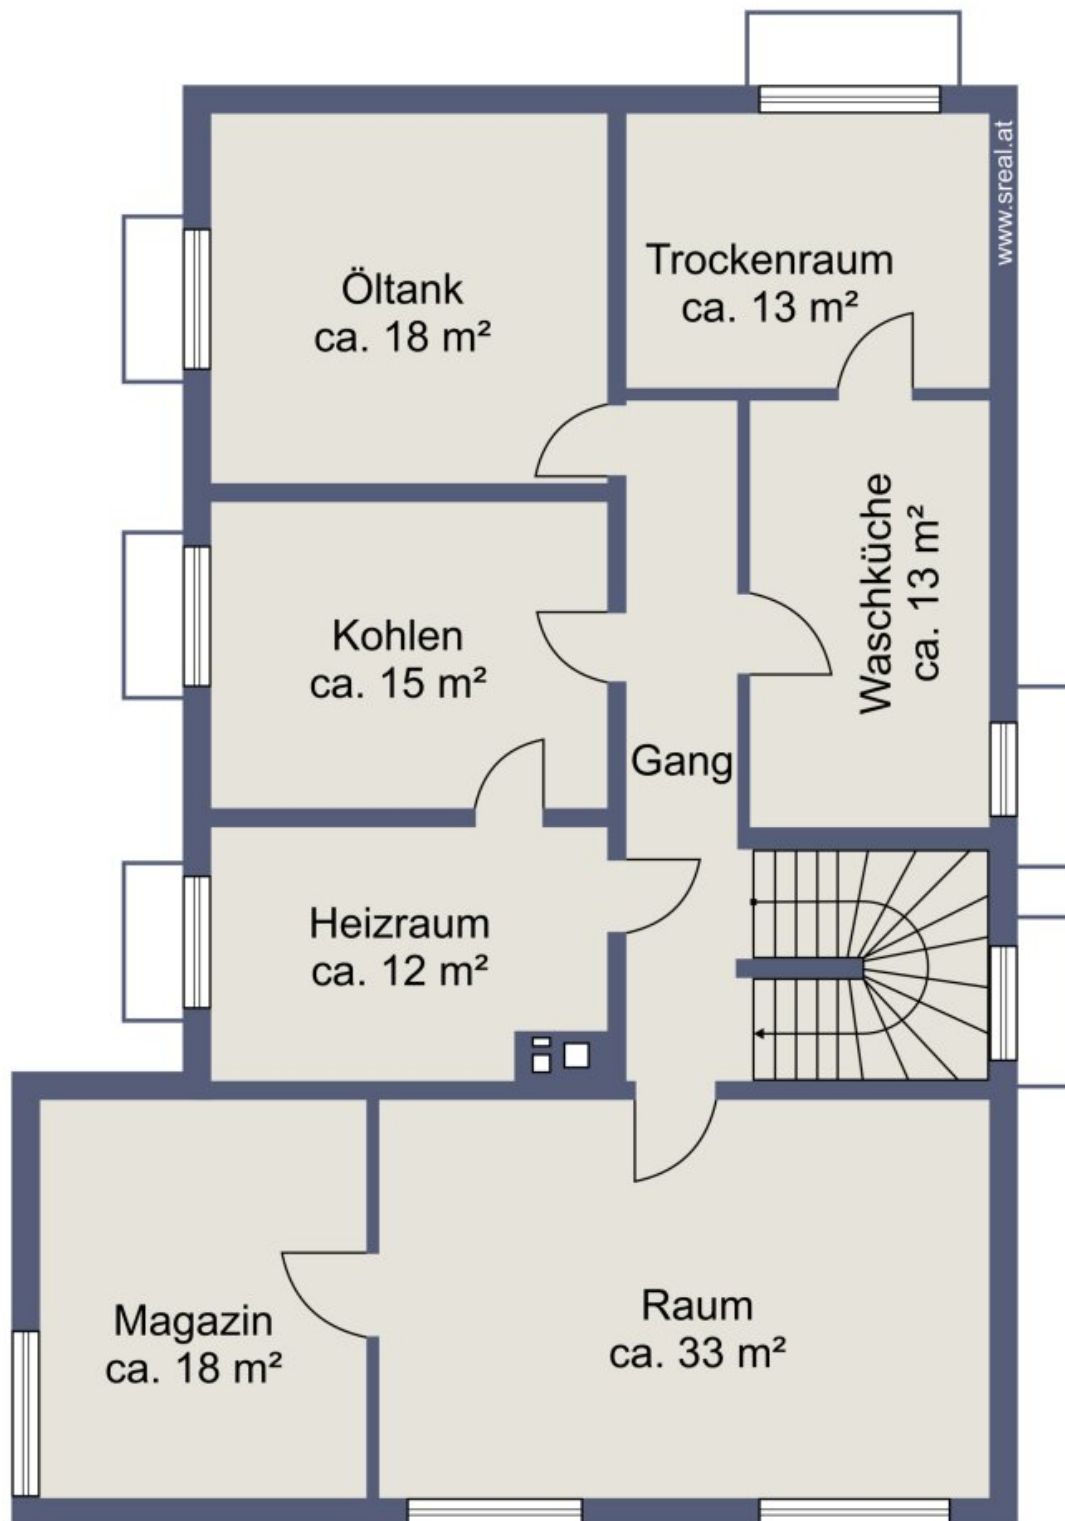 www.sreal.at
Trockenraum
ca. 13 m²
Öltank
ca. 18 m²
Waschküche
ca. 13 m²
Kohlen
ca. 15 m²
Gang
Heizraum
ca. 12 m²
Magazin
ca. 18 m²
Raum
ca. 33 m²